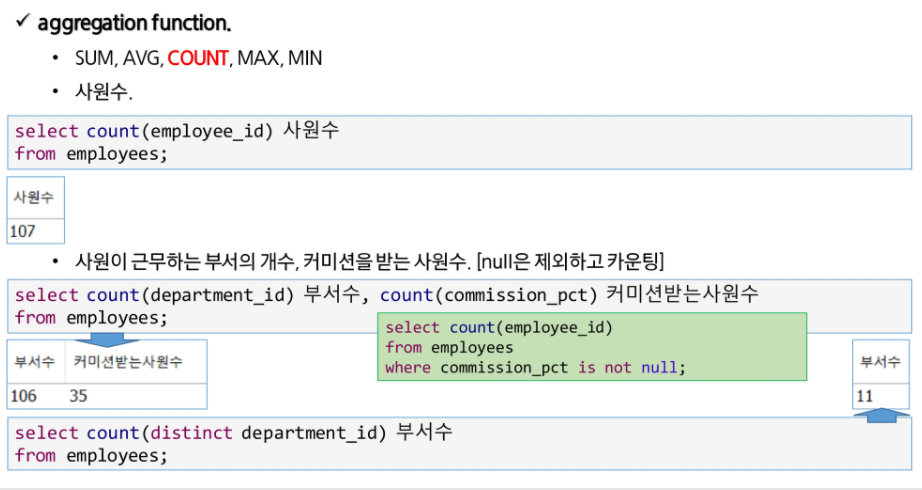 ✓ aggregation function.
• SUM, AVG, COUNT, MAX, MIN
• 사원수.
select count(employee_id) 사원수
from employees;
사원수
107
• 사원이 근무하는 부서의 개수, 커미션을 받는 사원수. [null은 제외하고 카운팅]
select count(department_id) 부서수, count(commission_pct) 커미션받는사원수
from employees;
select count(employee_id)
from employees
where commission_pct is not null;
부서수 커미션받는사원수
106 35
부서수
11
select count(distinct department_id) 부서수
from employees;